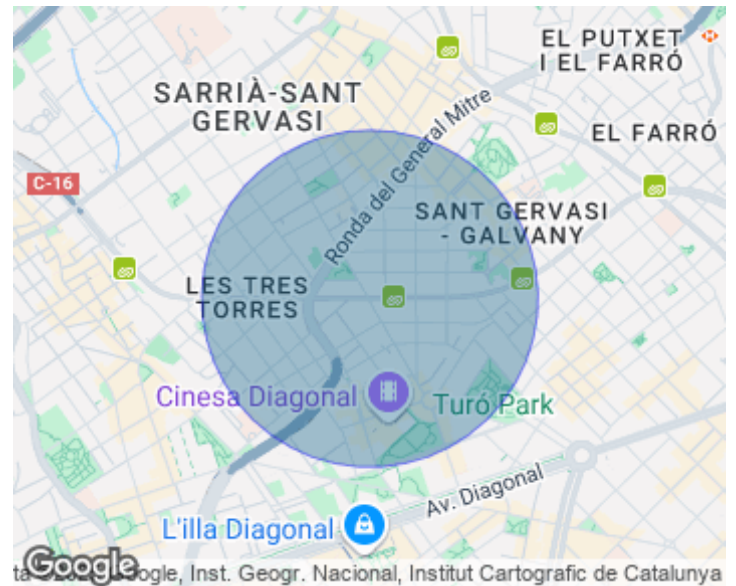 EL PUTXET
I EL FARRÓ
SARRIÀ-SANT
GERVASI
Ronda del General Mitre
EL FARRÓ
C-16
SANT GERVASI
- GALVANY
LES TRES
TORRES
Cinesa Diagonal
Turó Park
Av. Diagonal
L'illa Diagonal
Google
ogle, Inst. Geogr. Nacional, Institut Cartografic de Catalunya